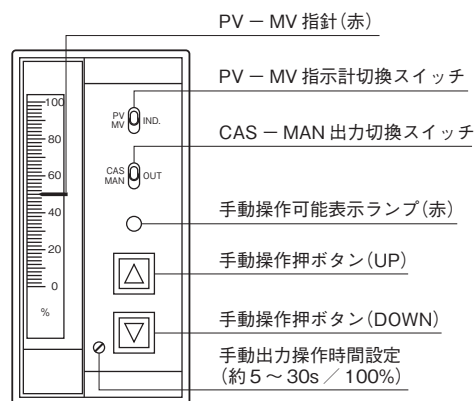 PV − MV 指針(赤)
PV − MV 指示計切換スイッチ
CAS − MAN 出力切換スイッチ
手動操作可能表示ランプ(赤)
手動操作押ボタン(UP)
手動操作押ボタン(DOWN)
手動出力操作時間設定
(約 5 ~ 30s / 100%)
100
80
60
40
20
0
%
PV
MV
IND.
CAS
MAN
OUT